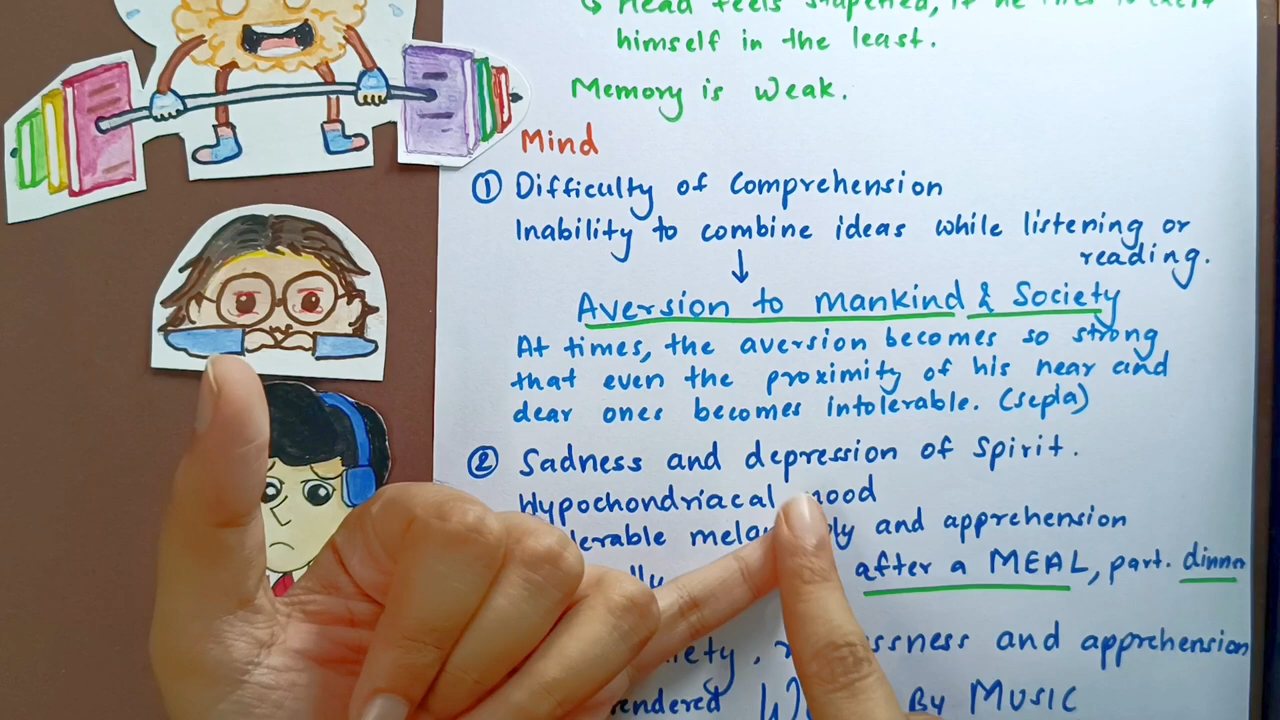 himself in the least.
Memory is weak.
Mind
① Difficulty of comprehension
Inability to combine ideas while listening or
reading.
↓
Aversion to mankind & Society
At times, the aversion becomes so strong
that even the proximity of his near and
dear ones becomes intolerable. (sepia)
② Sadness and depression of spirit.
Hypochondriacal mood
and apprehension
after a MEAL, part. dinner
and apprehension
By MUSIC